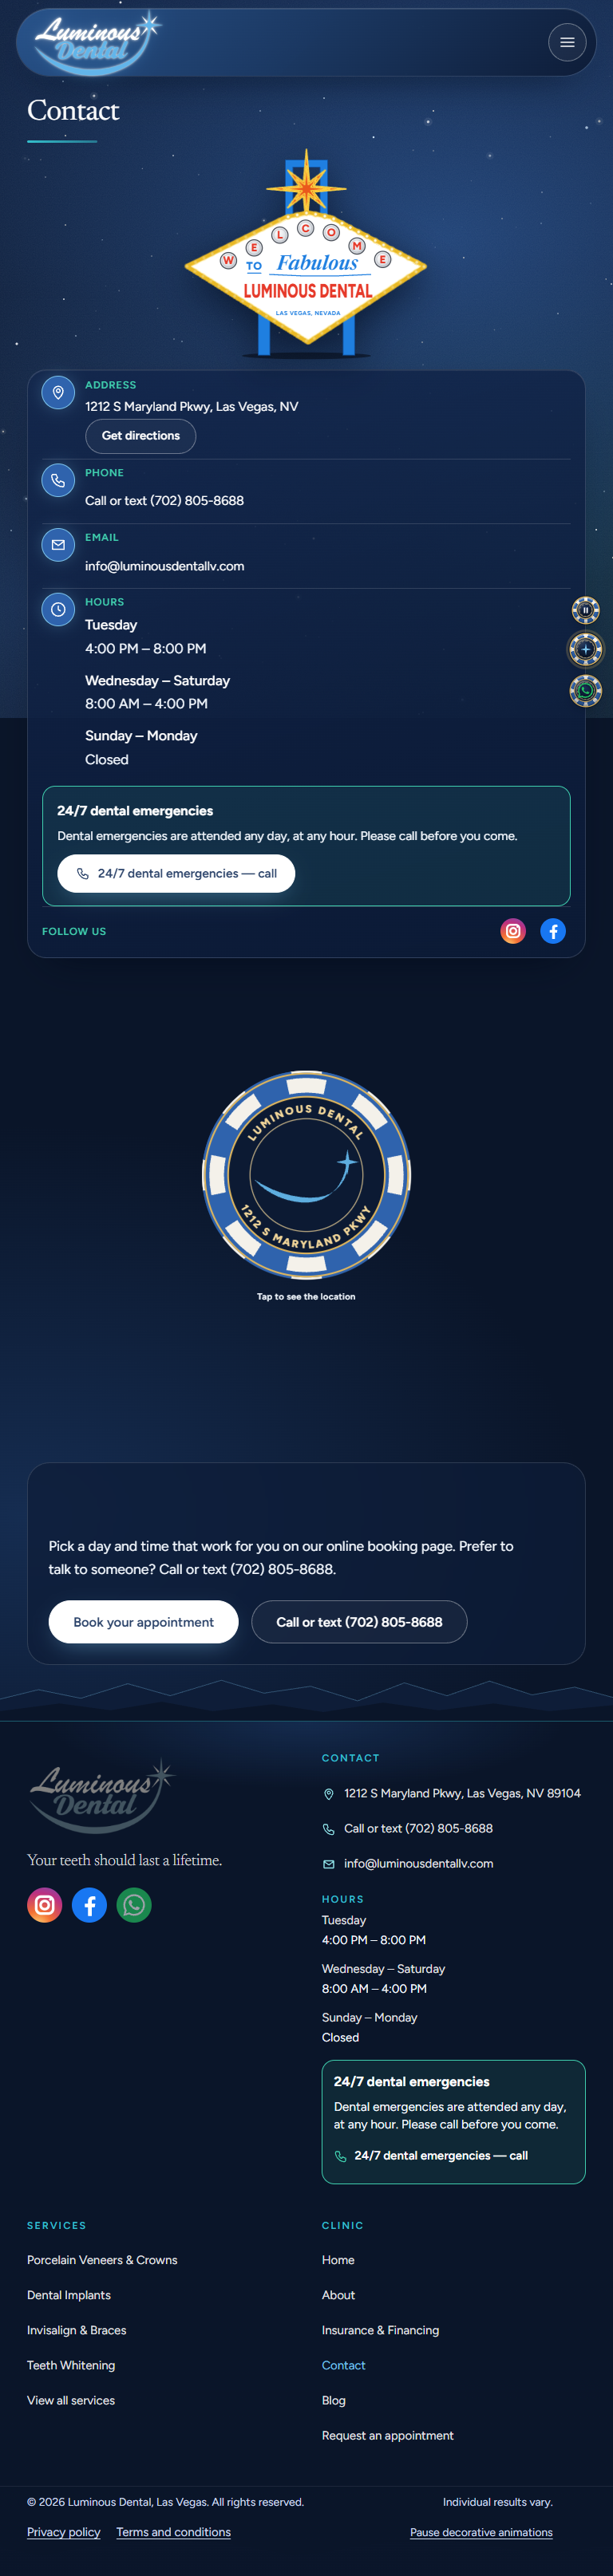 Luminous
Dental
Contact
WELCOME
TO Fabulous
LUMINOUS DENTAL
LAS VEGAS, NEVADA
ADDRESS
1212 S Maryland Pkwy, Las Vegas, NV
Get directions
PHONE
Call or text (702) 805-8688
EMAIL
info@luminousdentallv.com
HOURS
Tuesday
4:00 PM – 8:00 PM
Wednesday – Saturday
8:00 AM – 4:00 PM
Sunday – Monday
Closed
24/7 dental emergencies
Dental emergencies are attended any day, at any hour. Please call before you come.
24/7 dental emergencies — call
FOLLOW US
LUMINOUS DENTAL
1212 S MARYLAND PKWY
Tap to see the location
Pick a day and time that work for you on our online booking page. Prefer to
talk to someone? Call or text (702) 805-8688.
Book your appointment
Call or text (702) 805-8688
Luminous
Dental
Your teeth should last a lifetime.
CONTACT
1212 S Maryland Pkwy, Las Vegas, NV 89104
Call or text (702) 805-8688
info@luminousdentallv.com
HOURS
Tuesday
4:00 PM – 8:00 PM
Wednesday – Saturday
8:00 AM – 4:00 PM
Sunday – Monday
Closed
24/7 dental emergencies
Dental emergencies are attended any day,
at any hour. Please call before you come.
24/7 dental emergencies — call
SERVICES
Porcelain Veneers & Crowns
Dental Implants
Invisalign & Braces
Teeth Whitening
View all services
CLINIC
Home
About
Insurance & Financing
Contact
Blog
Request an appointment
© 2026 Luminous Dental, Las Vegas. All rights reserved.
Individual results vary.
Privacy policy
Terms and conditions
Pause decorative animations